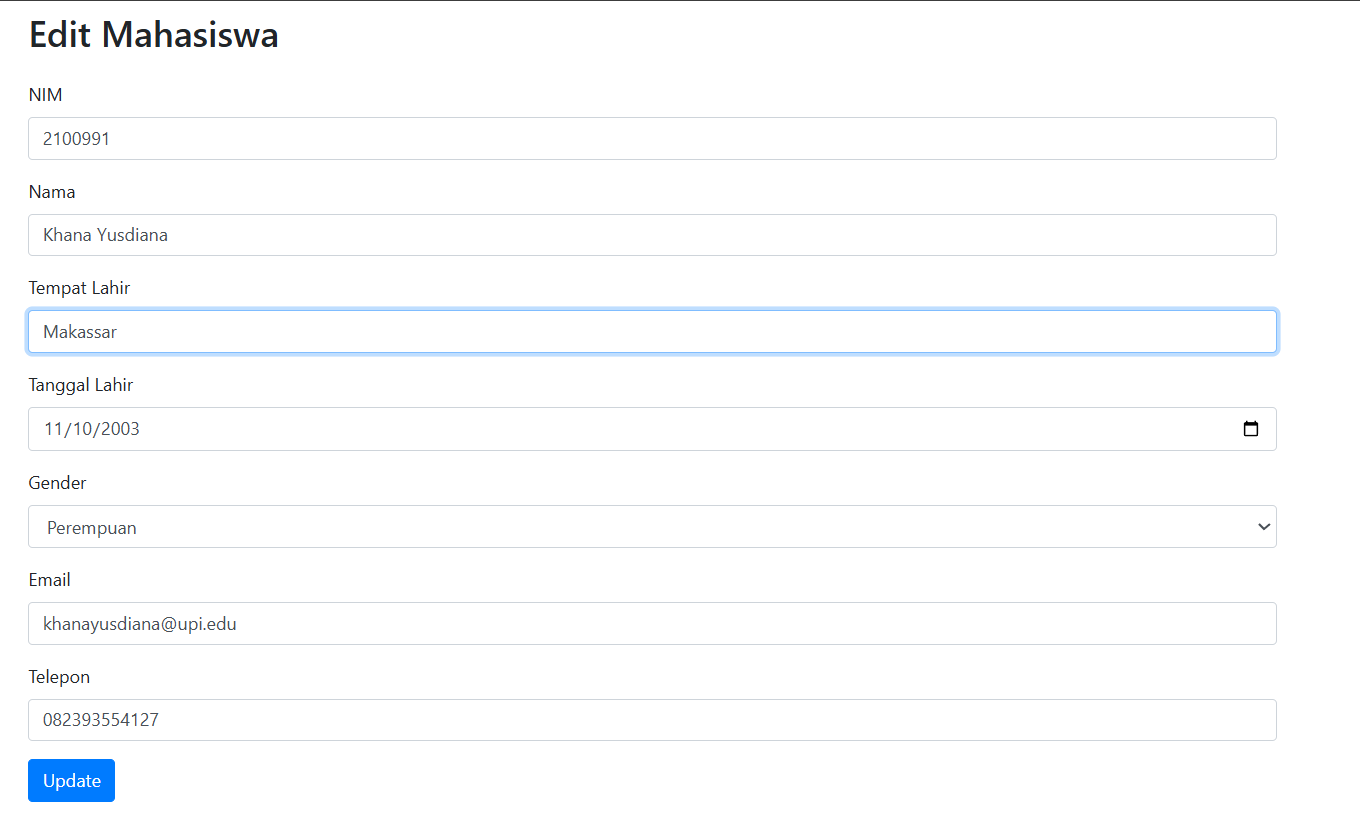 Edit Mahasiswa
NIM
2100991
Nama
Khana Yusdiana
Tempat Lahir
Makassar
Tanggal Lahir
11/10/2003
Gender
Perempuan
Email
khanayusdiana@upi.edu
Telepon
082393554127
Update